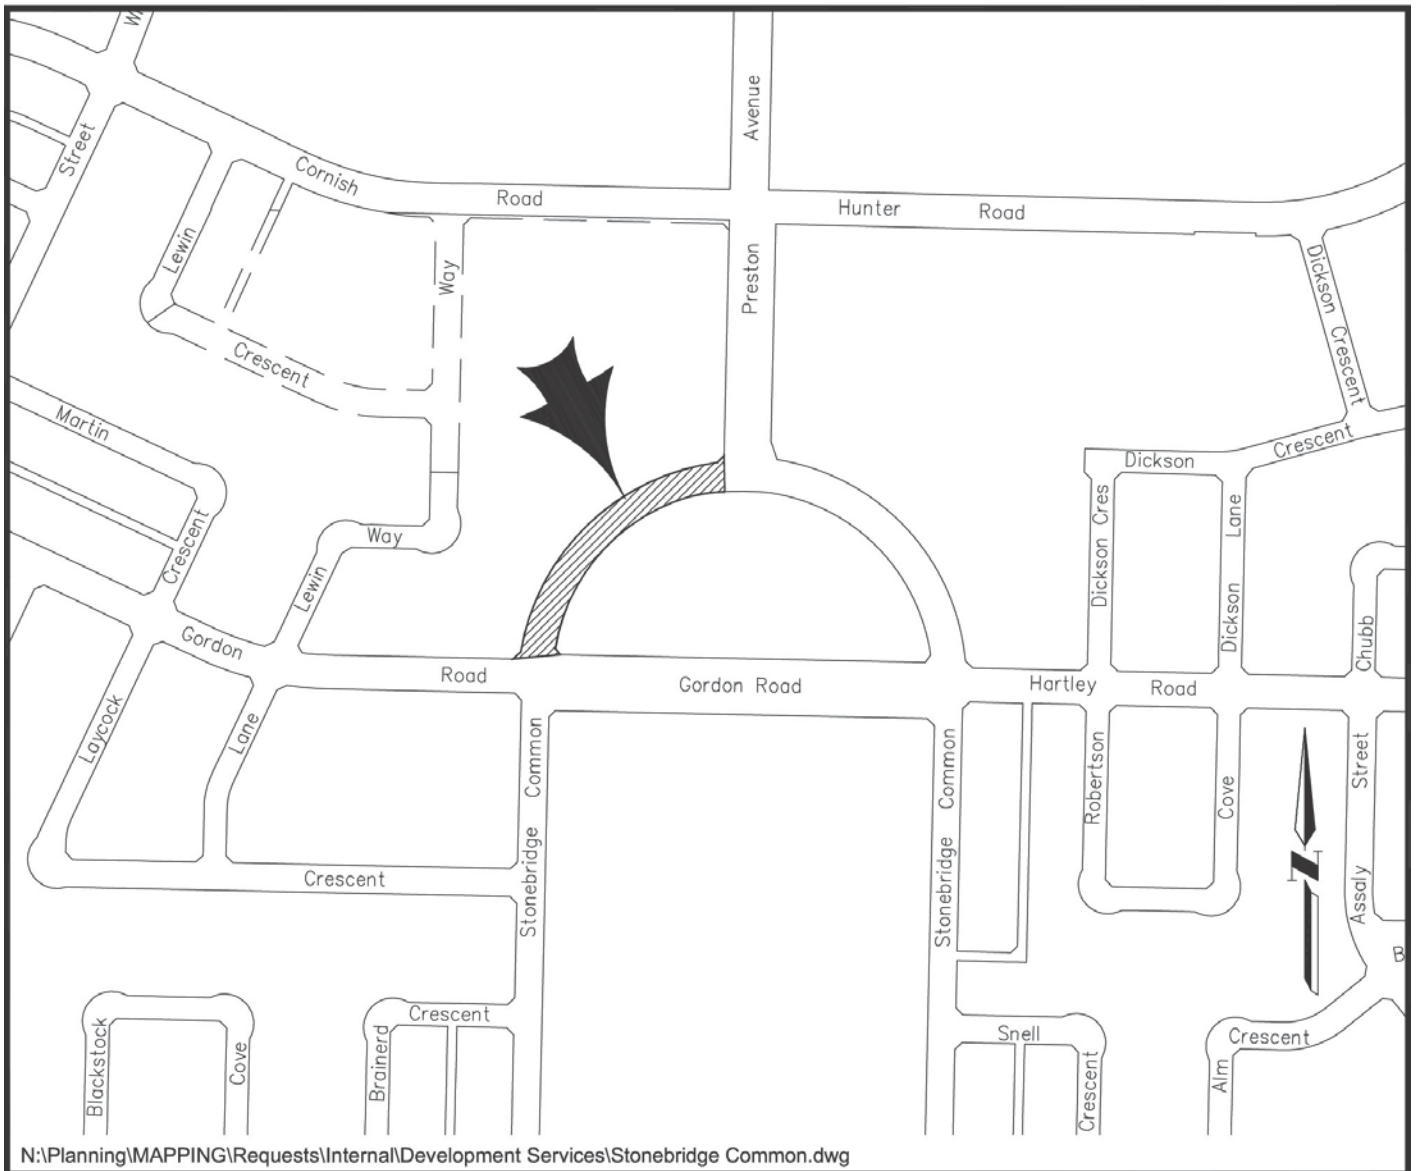 W
Street
Cornish
Road
Avenue
Hunter
Road
Lewin
Way
Preston
Dickson Crescent
Crescent
Martin
Crescent
Dickson
Crescent
Dickson Cres
Dickson Lane
Way
Lewin
Gordon
Road
Gordon Road
Hartley
Road
Chubb
Laycock
Lane
Stonebridge Common
Stonebridge Common
Robertson
Cove
Assaly Street
Crescent
B
Blackstock
Cove
Brainerd
Crescent
Snell
Crescent
Alm
Crescent
N
N:\Planning\MAPPING\Requests\Internal\Development Services\Stonebridge Common.dwg